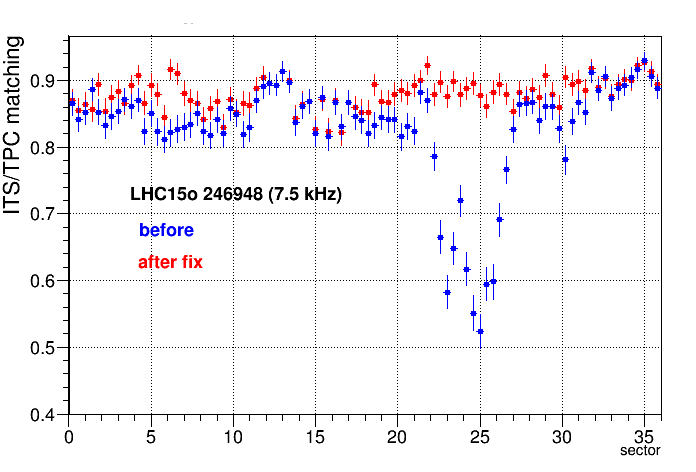 ITS/TPC matching
0.9
0.8
0.7
0.6
0.5
0.4
LHC15o 246948 (7.5 kHz)
before
after fix
0 5 10 15 20 25 30 35
sector